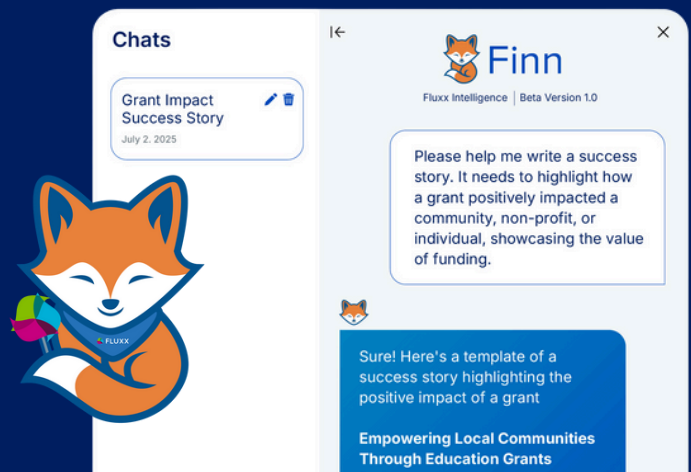 Chats
Grant Impact
Success Story
July 2. 2025
FLUXX
Finn
Fluxx Intelligence | Beta Version 1.0
Please help me write a success
story. It needs to highlight how
a grant positively impacted a
community, non-profit, or
individual, showcasing the value
of funding.
Sure! Here's a template of a
success story highlighting the
positive impact of a grant
Empowering Local Communities
Through Education Grants